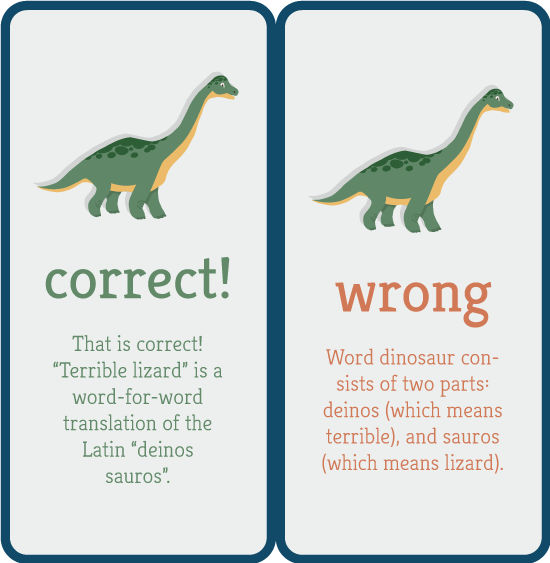 correct!
That is correct!
“Terrible lizard” is a
word-for-word
translation of the
Latin “deinos
sauros”.
wrong
Word dinosaur con-
sists of two parts:
deinos (which means
terrible), and sauros
(which means lizard).